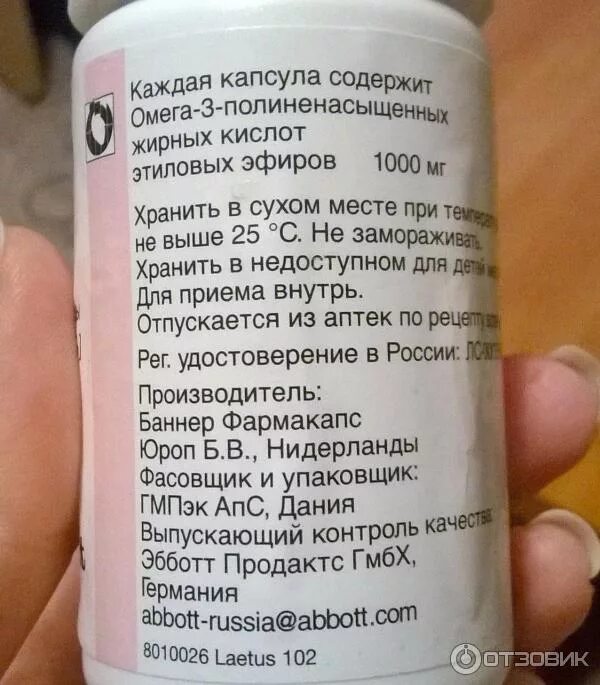 Каждая капсула содержит
Омега-3-полиненасыщенных
жирных кислот
этиловых эфиров 1000 мг
Хранить в сухом месте при
не выше 25 °C. Не замораживать.
Хранить в недоступном для детей
Для приема внутрь.
Отпускается из аптек по рецепту
Рег. удостоверение в России:
Производитель:
Баннер Фармакапс
Юроп Б.В., Нидерланды
Фасовщик и упаковщик:
ГМПэк АпС, Дания
Выпускающий контроль качества:
Эбботт Продактс ГмбХ,
Германия
abbott-russia@abbott.com
8010026 Laetus 102
ОТЗОВИК